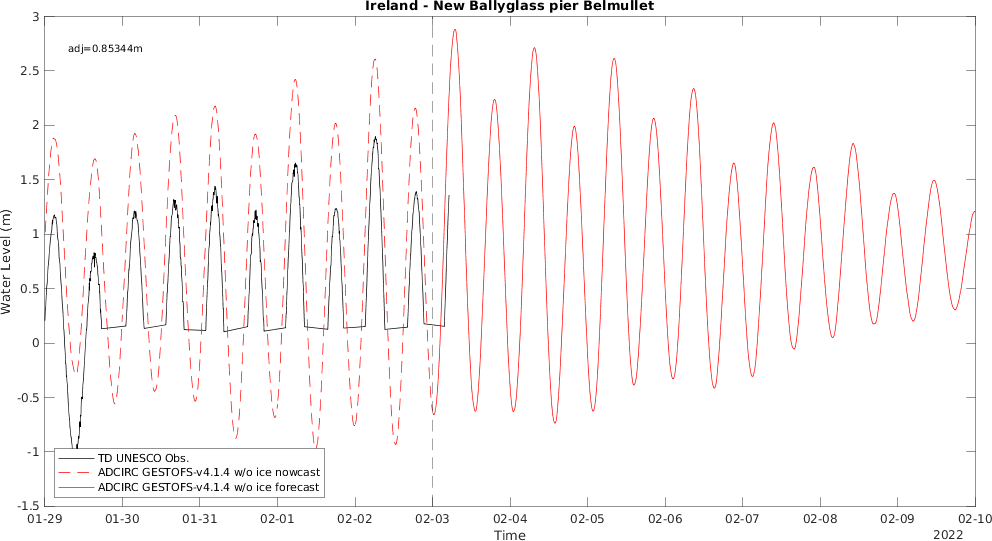 Ireland - New Ballyglass pier Belmullet
adj=0.85344m
3
2.5
2
1.5
1
0.5
0
-0.5
-1
-1.5
Water Level (m)
TD UNESCO Obs.
ADCIRC GESTOFS-v4.1.4 w/o ice nowcast
ADCIRC GESTOFS-v4.1.4 w/o ice forecast
01-29 01-30 01-31 02-01 02-02 02-03 02-04 02-05 02-06 02-07 02-08 02-09 02-10
Time
2022